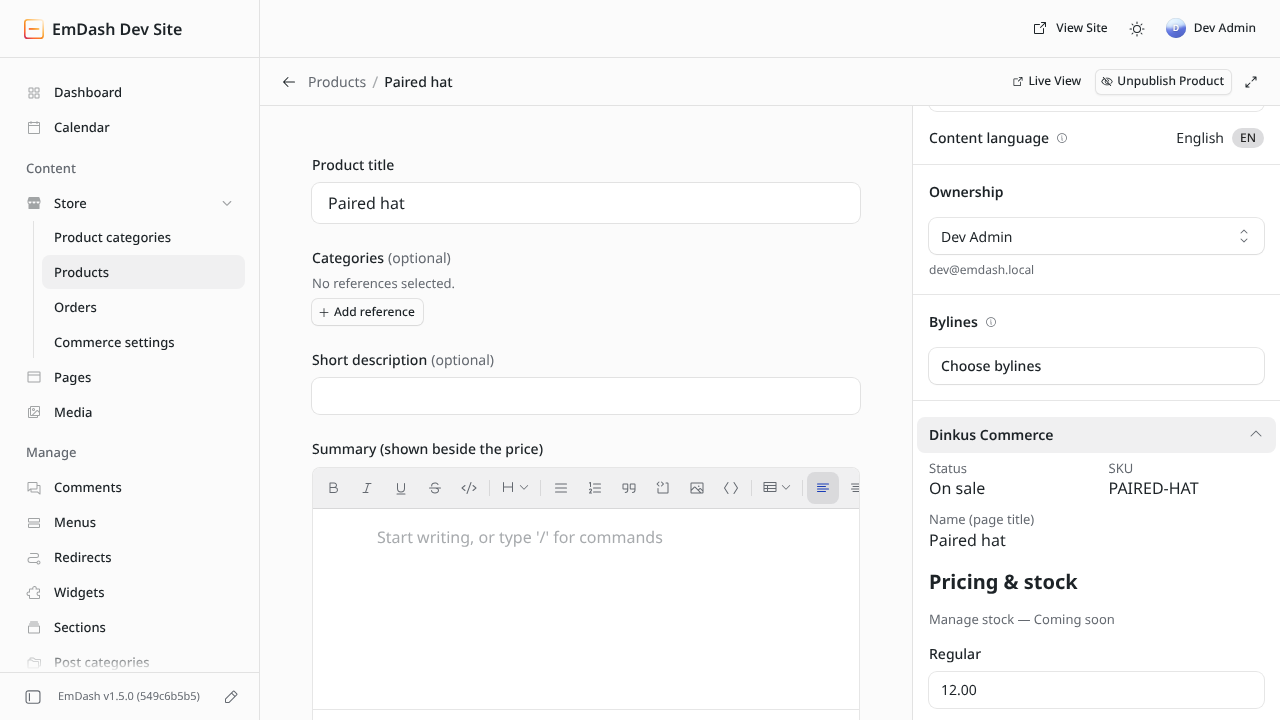 EmDash Dev Site
View Site
D
Dev Admin
Dashboard
Calendar
Content
Store
Product categories
Products
Orders
Commerce settings
Pages
Media
Manage
Comments
Menus
Redirects
Widgets
Sections
Post categories
EmDash v1.5.0 (549c6b5b5)
Products / Paired hat
Live View
Unpublish Product
Product title
Paired hat
Categories (optional)
No references selected.
Add reference
Short description (optional)
Summary (shown beside the price)
Start writing, or type '/' for commands
Content language
English EN
Ownership
Dev Admin
dev@emdash.local
Bylines
Choose bylines
Dinkus Commerce
Status
On sale
SKU
PAIRED-HAT
Name (page title)
Paired hat
Pricing & stock
Manage stock — Coming soon
Regular
12.00